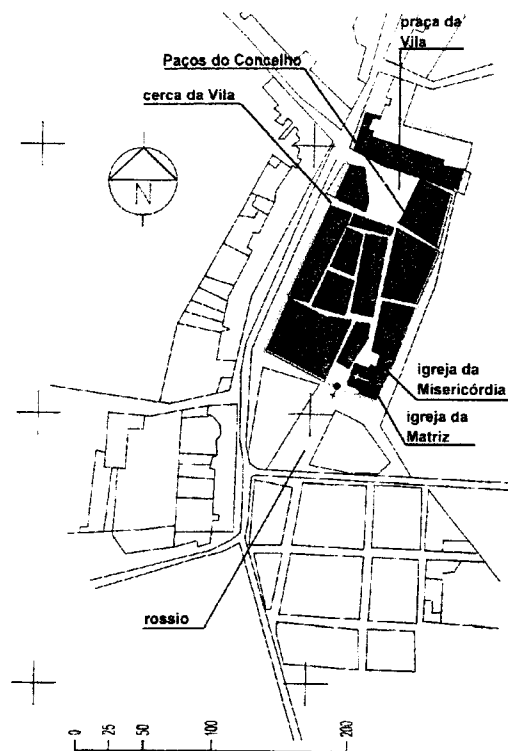 praça da
Vila
Paços do Concelho
cerca da Vila
N
igreja da
Misericórdia
igreja da
Matriz
rossio
0
25
50
100
200